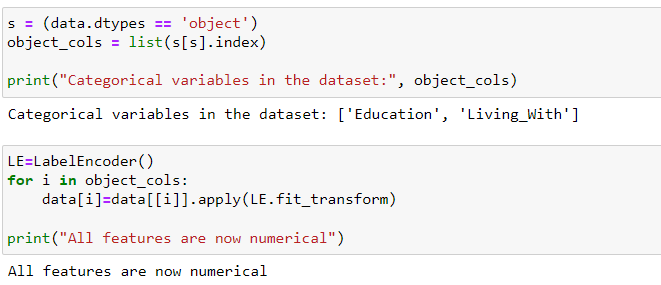 s = (data.dtypes == 'object')
object_cols = list(s[s].index)
print("Categorical variables in the dataset:", object_cols)
Categorical variables in the dataset: ['Education', 'Living_With']
LE=LabelEncoder()
for i in object_cols:
    data[i]=data[[i]].apply(LE.fit_transform)
print("All features are now numerical")
All features are now numerical